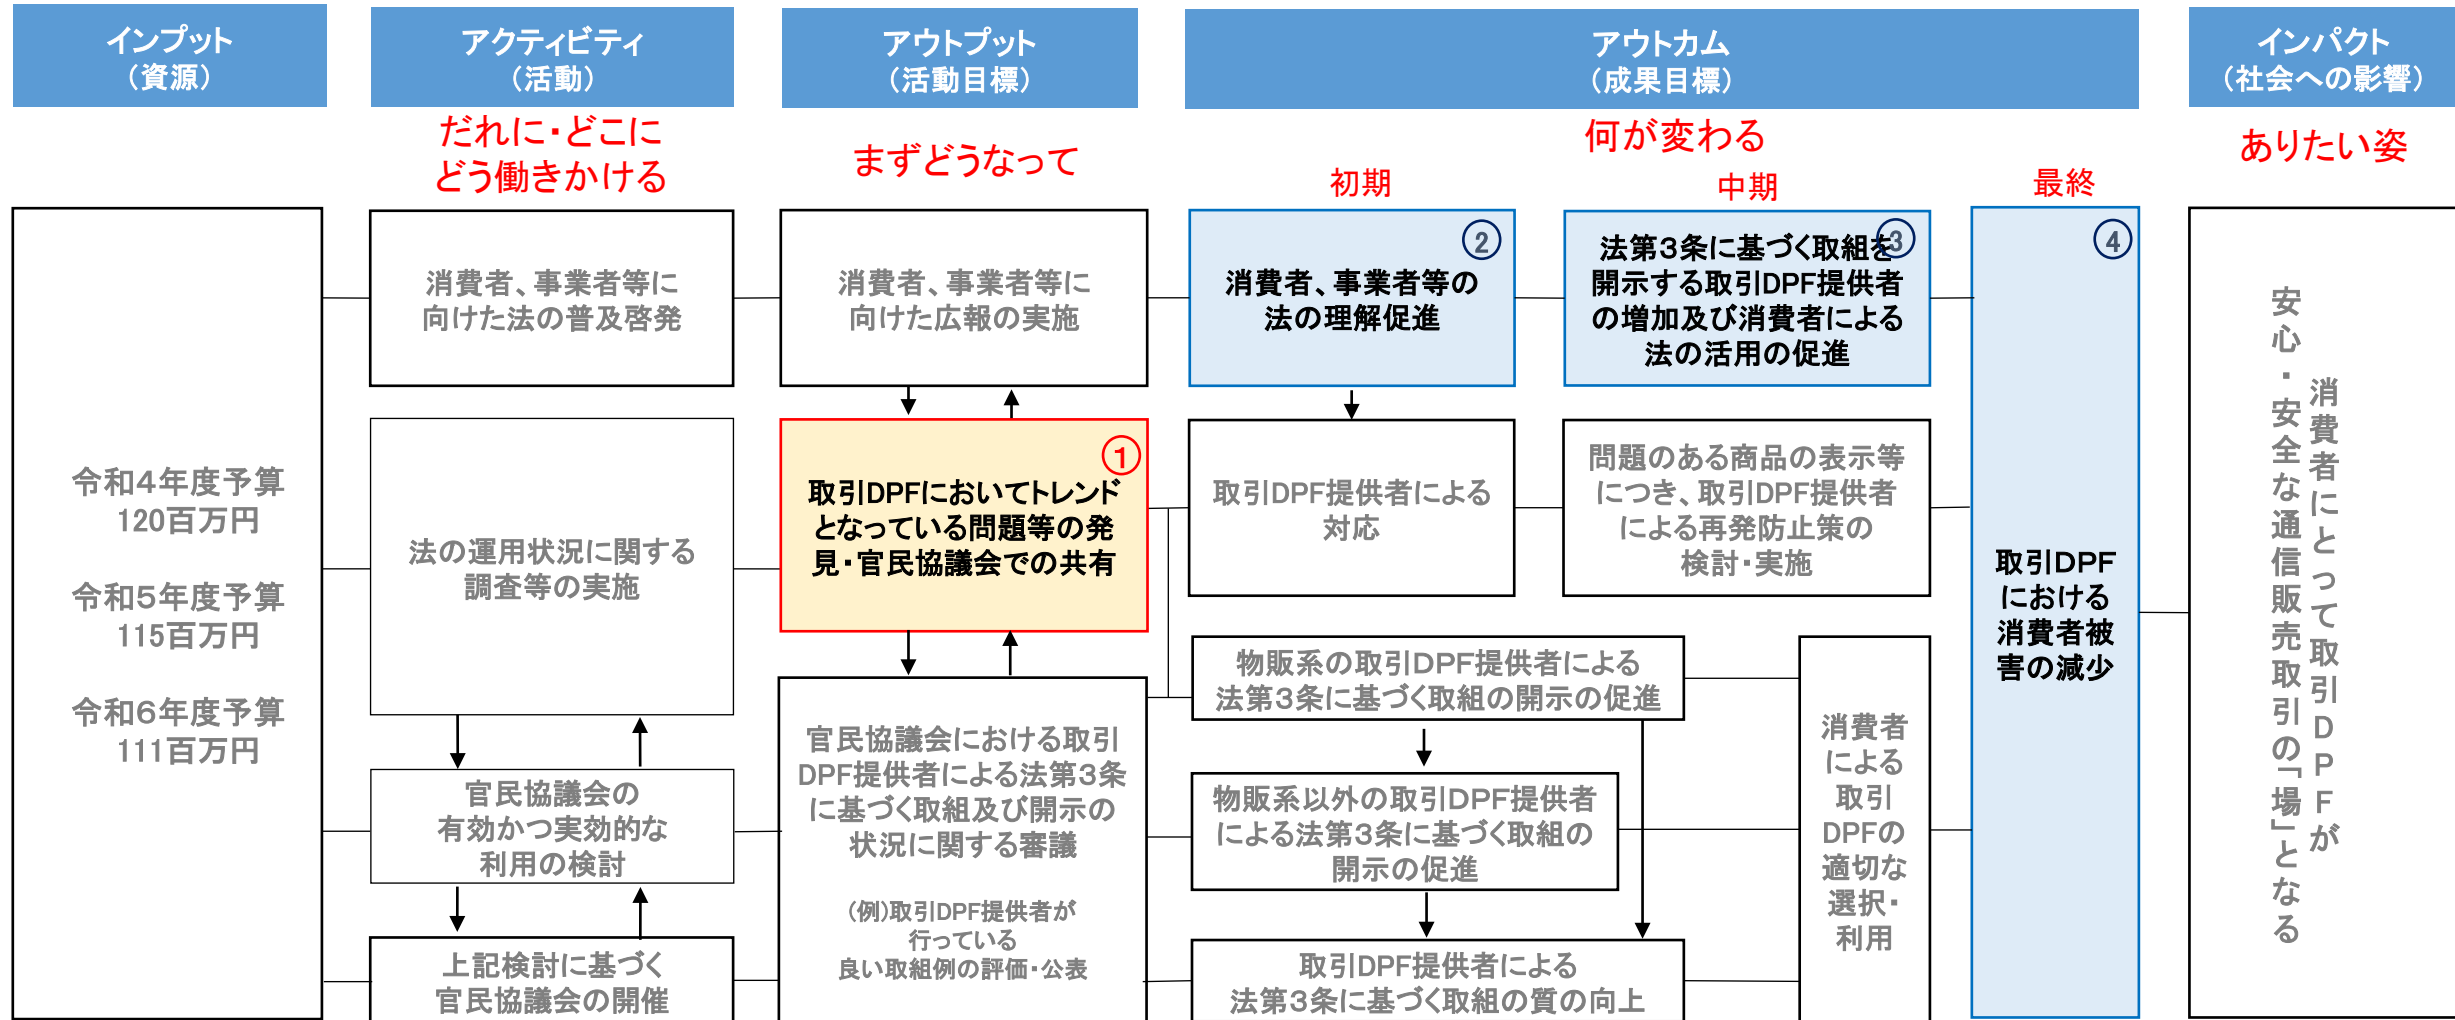 インプット
（資源）
アクティビティ
（活動）
アウトプット
（活動目標）
アウトカム
（成果目標）
インパクト
（社会への影響）
だれに・どこに
どう働きかける
まずどうなって
何が変わる
ありたい姿
初期
中期
最終
令和4年度予算
120百万円
令和5年度予算
115百万円
令和6年度予算
111百万円
消費者、事業者等に
向けた法の普及啓発
法の運用状況に関する
調査等の実施
官民協議会の
有効かつ実効的な
利用の検討
上記検討に基づく
官民協議会の開催
消費者、事業者等に
向けた広報の実施
①
取引DPFにおいてトレンド
となっている問題等の発
見・官民協議会での共有
官民協議会における取引
DPF提供者による法第3条
に基づく取組及び開示の
状況に関する審議
（例）取引DPF提供者が
行っている
良い取組例の評価・公表
②
消費者、事業者等の
法の理解促進
取引DPF提供者による
対応
物販系の取引DPF提供者による
法第3条に基づく取組の開示の促進
物販系以外の取引DPF提供者
による法第3条に基づく取組の
開示の促進
取引DPF提供者による
法第3条に基づく取組の質の向上
③
法第3条に基づく取組を
開示する取引DPF提供者
の増加及び消費者による
法の活用の促進
問題のある商品の表示等
につき、取引DPF提供者
による再発防止策の
検討・実施
消費者
による
取引
DPFの
適切な
選択・
利用
④
取引DPF
における
消費者被
害の減少
消費者にとって取引DPFが
安心・安全な通信販売取引の「場」となる